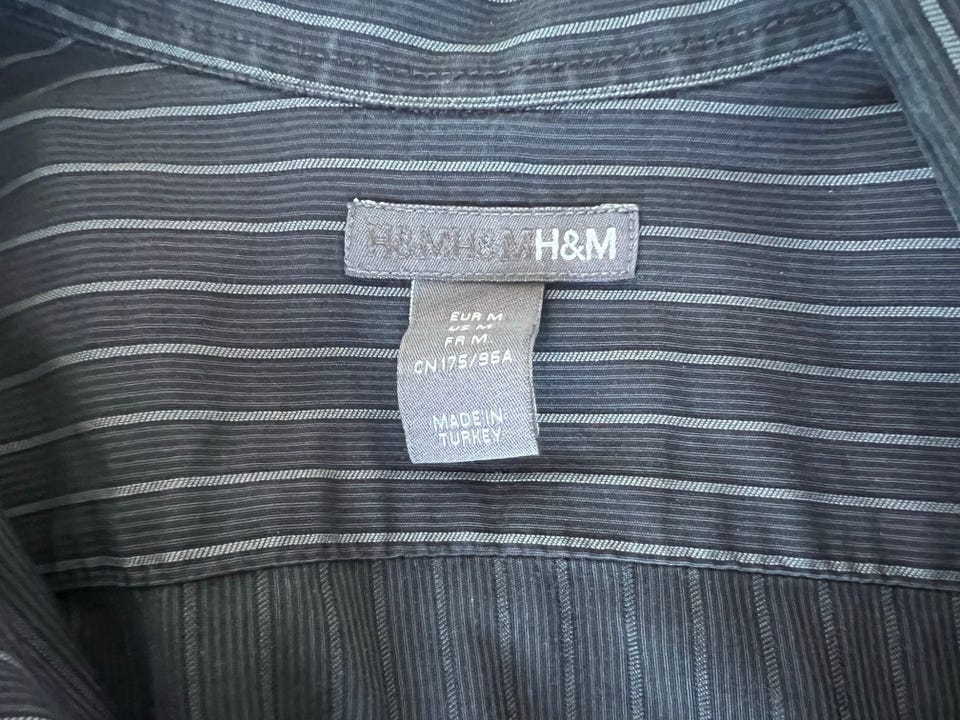 H&MH&MH&M
EUR M
US M
FR M
CN 175/96A
MADE IN
TURKEY